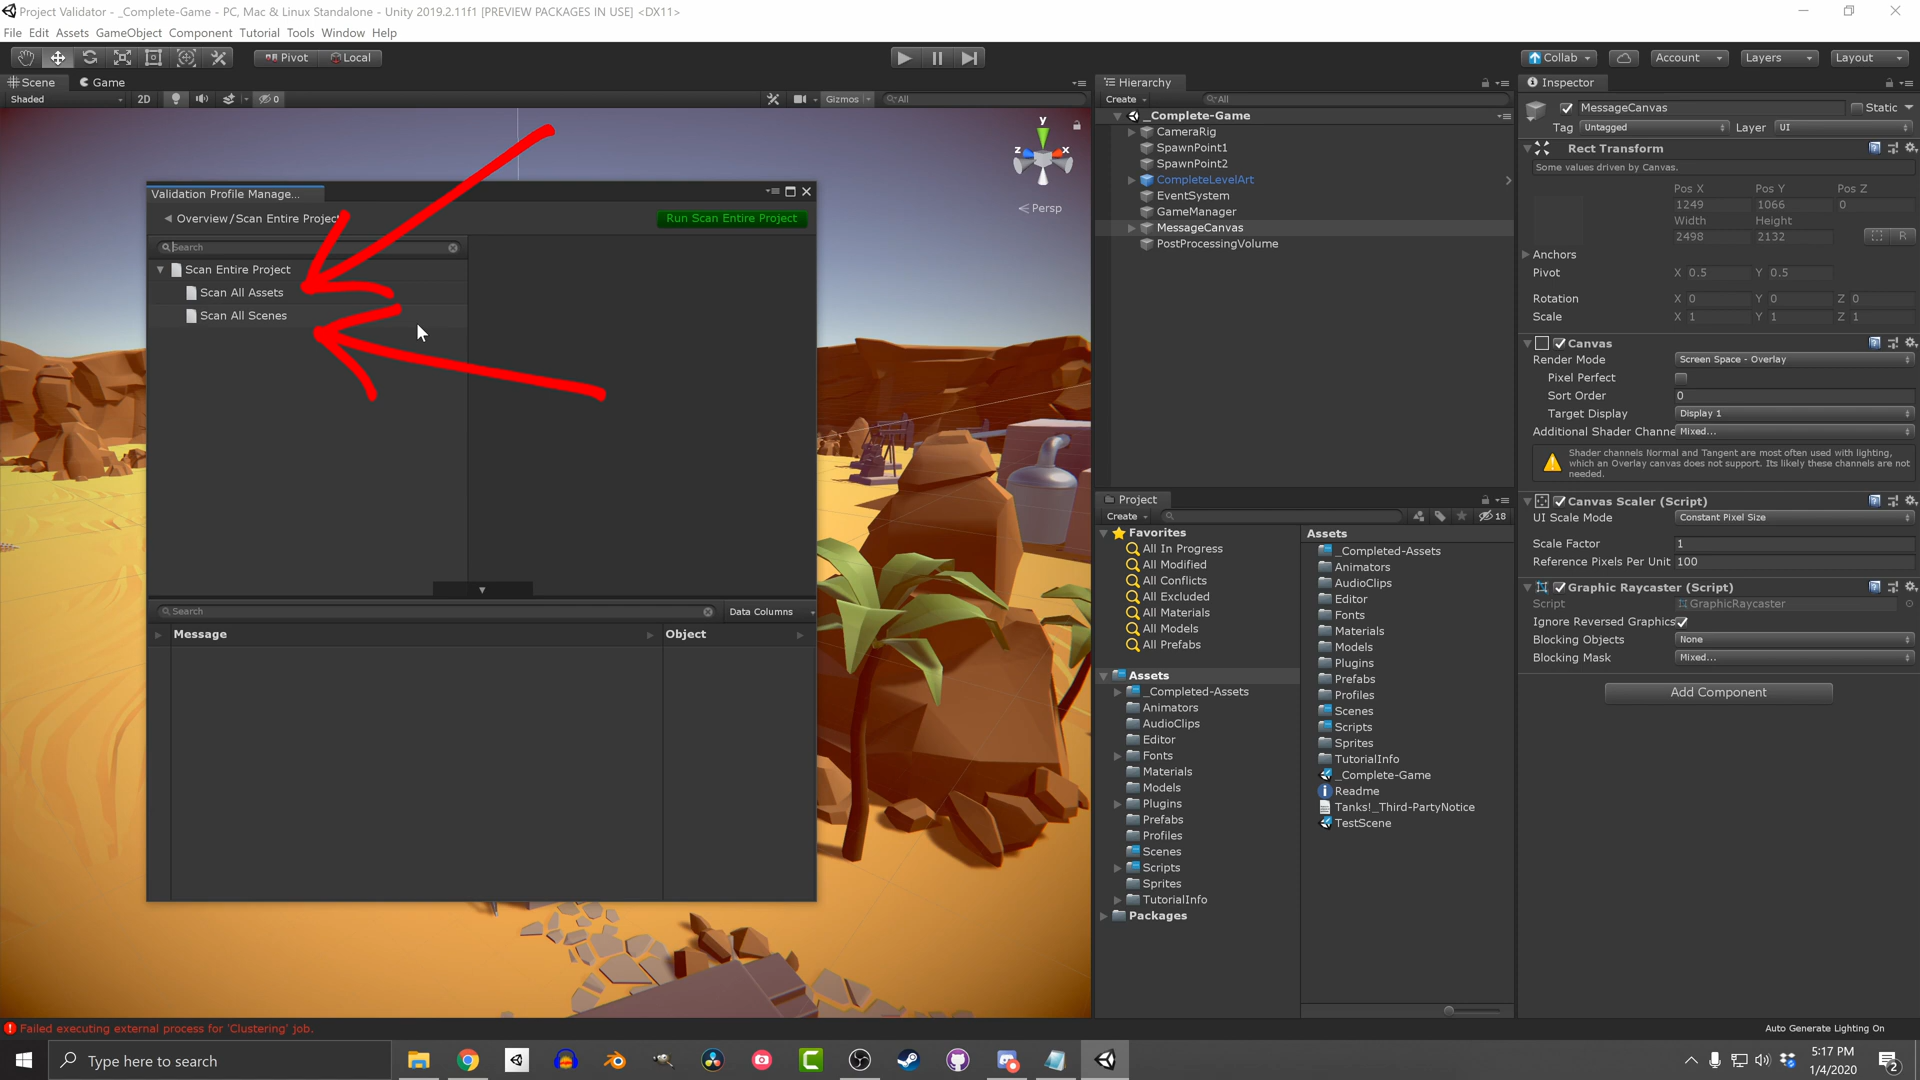 Project Validator - _Complete-Game - PC, Mac & Linux Standalone - Unity 2019.2.11f1 [PREVIEW PACKAGES IN USE] <DX11>
File Edit Assets GameObject Component Tutorial Tools Window Help
Pivot Local
Collab Account Layers Layout
Scene Game
Shaded 2D 0 Gizmos All
y
z x
Persp
Validation Profile Manage...
Overview/Scan Entire Project
Run Scan Entire Project
Search
Scan Entire Project
Scan All Assets
Scan All Scenes
Search
Data Columns
Message Object
Hierarchy
Create All
_Complete-Game
CameraRig
SpawnPoint1
SpawnPoint2
CompleteLevelArt
EventSystem
GameManager
MessageCanvas
PostProcessingVolume
Project
Create 18
Favorites
All In Progress
All Modified
All Conflicts
All Excluded
All Materials
All Models
All Prefabs
Assets
_Completed-Assets
Animators
AudioClips
Editor
Fonts
Materials
Models
Plugins
Prefabs
Profiles
Scenes
Scripts
Sprites
TutorialInfo
Packages
Assets
_Completed-Assets
Animators
AudioClips
Editor
Fonts
Materials
Models
Plugins
Prefabs
Profiles
Scenes
Scripts
Sprites
TutorialInfo
_Complete-Game
Readme
Tanks!_Third-PartyNotice
TestScene
Inspector
MessageCanvas Static
Tag Untagged Layer UI
Rect Transform
Some values driven by Canvas.
Pos X Pos Y Pos Z
1249 1066 0
Width Height
2498 2132 R
Anchors
Pivot X 0.5 Y 0.5
Rotation X 0 Y 0 Z 0
Scale X 1 Y 1 Z 1
Canvas
Render Mode Screen Space - Overlay
Pixel Perfect
Sort Order 0
Target Display Display 1
Additional Shader Channe Mixed...
Shader channels Normal and Tangent are most often used with lighting,
which an Overlay canvas does not support. Its likely these channels are not
needed.
Canvas Scaler (Script)
UI Scale Mode Constant Pixel Size
Scale Factor 1
Reference Pixels Per Unit 100
Graphic Raycaster (Script)
Script GraphicRaycaster
Ignore Reversed Graphics
Blocking Objects None
Blocking Mask Mixed...
Add Component
Failed executing external process for 'Clustering' job.
Auto Generate Lighting On
Type here to search
5:17 PM
1/4/2020
2